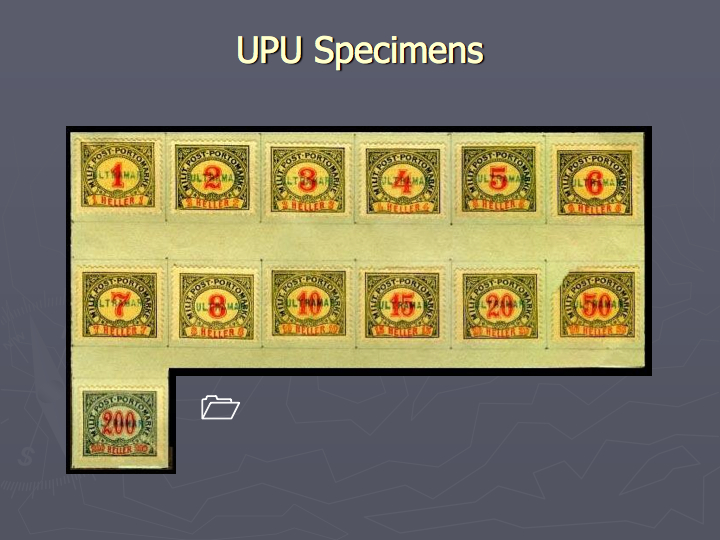 UPU Specimens
MILIT. POST-PORTOMARKE MILIT. POST-PORTOMARKE MILIT. POST-PORTOMARKE MILIT. POST-PORTOMARKE MILIT. POST-PORTOMARKE MILIT. POST-PORTOMARKE
1 2 3 4 5 6
ULTRAMAR ULTRAMAR ULTRAMAR ULTRAMAR ULTRAMAR ULTRAMAR
1 HELLER 1 2 HELLER 2 3 HELLER 3 4 HELLER 4 5 HELLER 5 6 HELLER 6
MILIT. POST-PORTOMARKE MILIT. POST-PORTOMARKE MILIT. POST-PORTOMARKE MILIT. POST-PORTOMARKE MILIT. POST-PORTOMARKE MILIT. POST-PORTOMARKE
7 8 10 15 20 50
ULTRAMAR ULTRAMAR ULTRAMAR ULTRAMAR ULTRAMAR ULTRAMAR
7 HELLER 7 8 HELLER 8 10 HELLER 10 15 HELLER 15 20 HELLER 20 50 HELLER 50
MILIT. POST-PORTOMARKE
200
200 HELLER 200
S